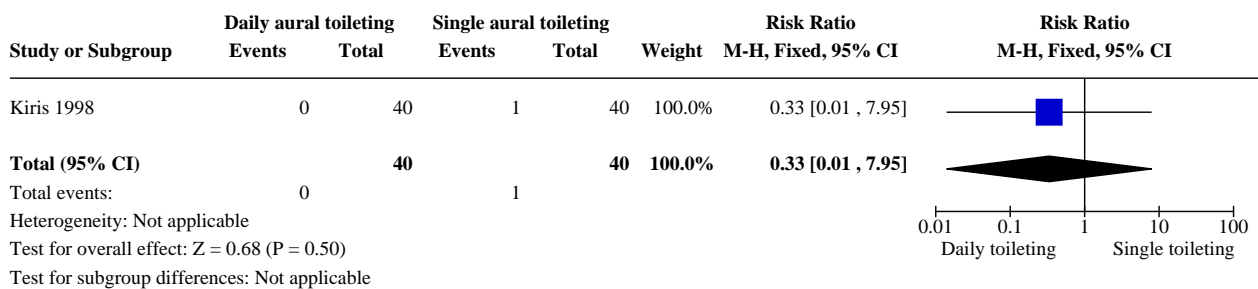 Daily aural toileting Single aural toileting Risk Ratio Risk Ratio
Study or Subgroup Events Total Events Total Weight M-H, Fixed, 95% CI M-H, Fixed, 95% CI
Kiris 1998 0 40 1 40 100.0% 0.33 [0.01 , 7.95]
Total (95% CI) 40 40 100.0% 0.33 [0.01 , 7.95]
Total events: 0 1
Heterogeneity: Not applicable
0.01 0.1 1 10 100
Test for overall effect: Z = 0.68 (P = 0.50)
Daily toileting Single toileting
Test for subgroup differences: Not applicable